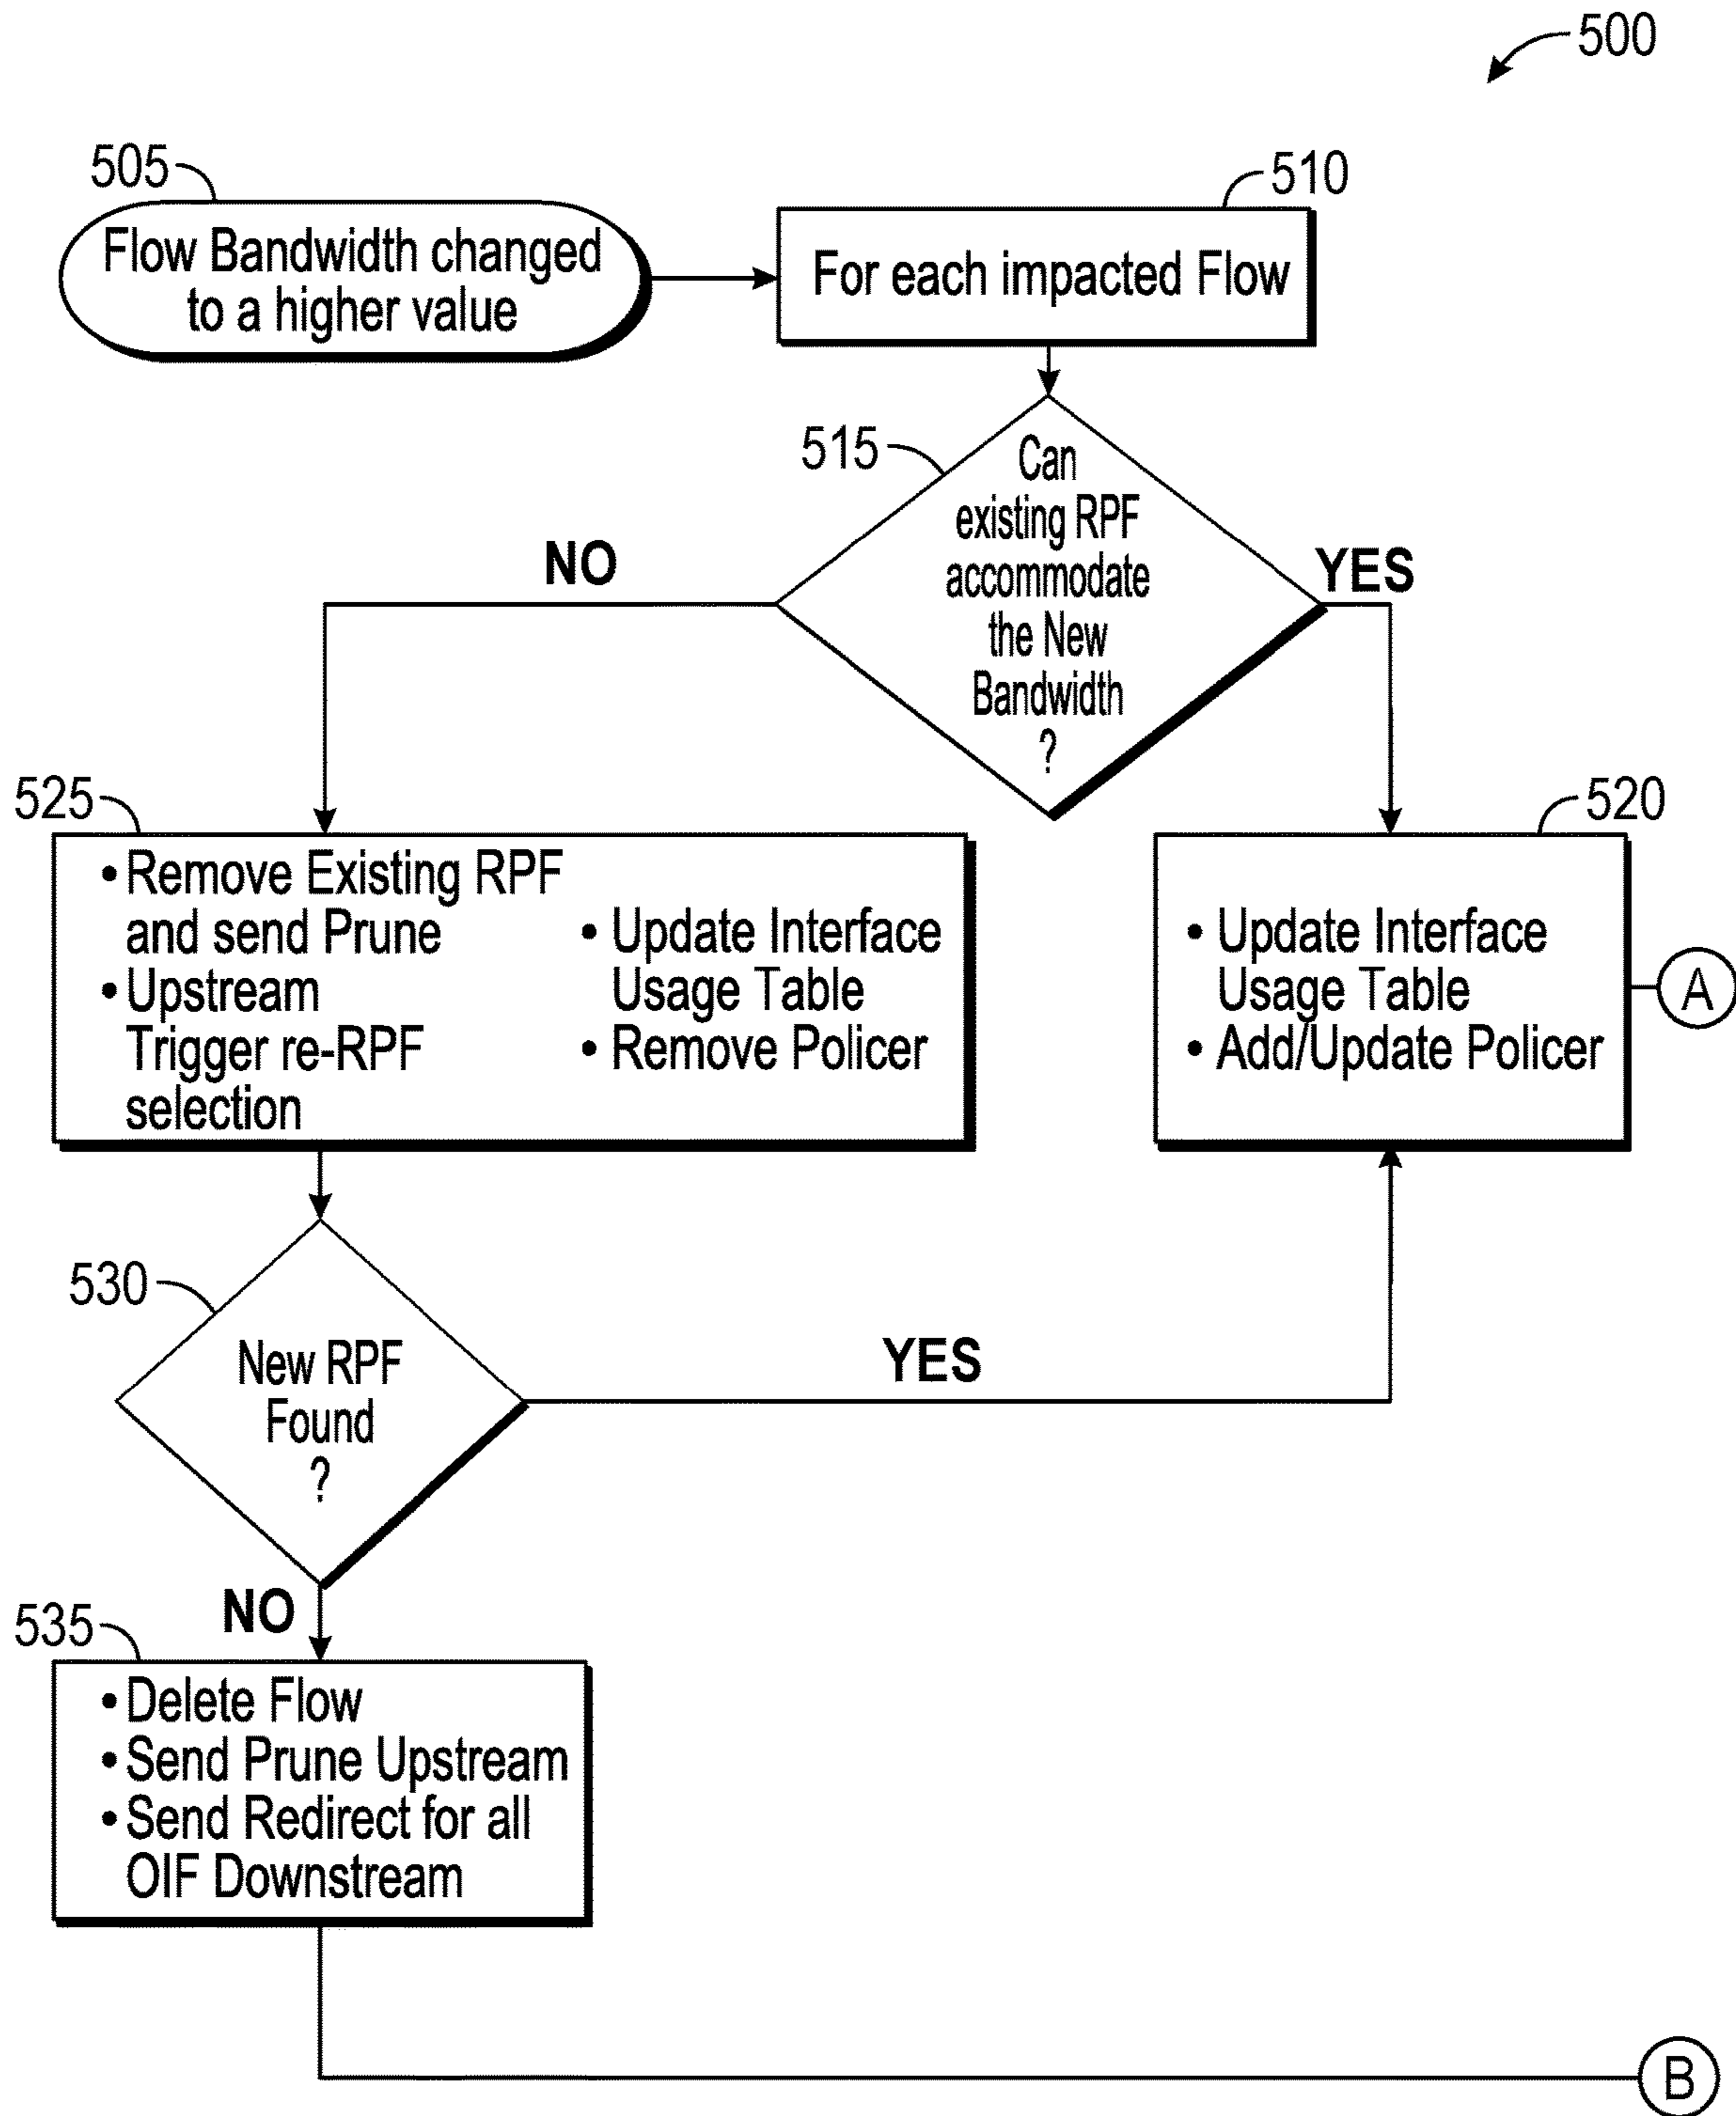 500
505
Flow Bandwidth changed
to a higher value
510
For each impacted Flow
515
Can
existing RPF
accommodate
the New
Bandwidth
?
NO
YES
525
• Remove Existing RPF
and send Prune
• Upstream
Trigger re-RPF
selection
• Update Interface
Usage Table
• Remove Policer
520
• Update Interface
Usage Table
• Add/Update Policer
A
530
New RPF
Found
?
YES
NO
535
• Delete Flow
• Send Prune Upstream
• Send Redirect for all
OIF Downstream
B